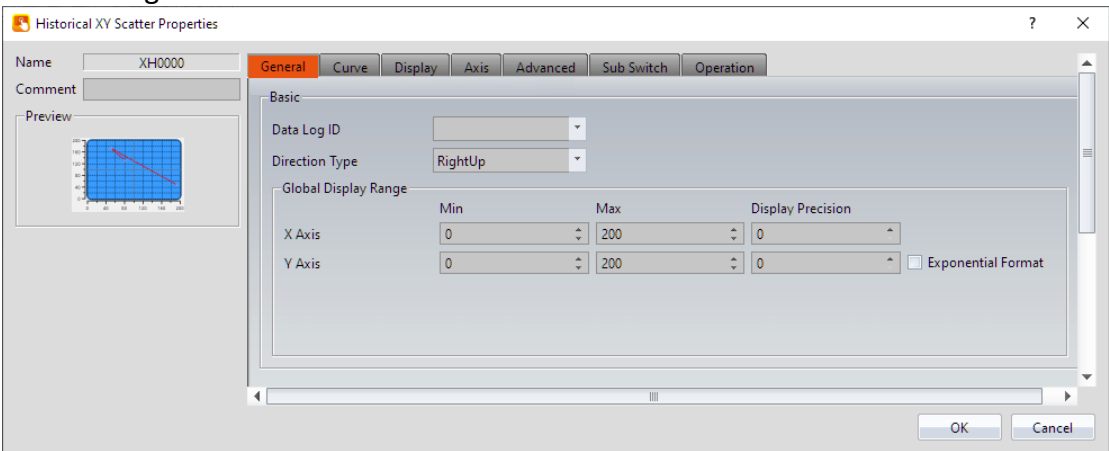 Historical XY Scatter Properties ? ×
Name XH0000
Comment
Preview
General Curve Display Axis Advanced Sub Switch Operation
Basic
Data Log ID
Direction Type RightUp
Global Display Range
Min Max Display Precision
X Axis 0 200 0
Y Axis 0 200 0 Exponential Format
OK Cancel